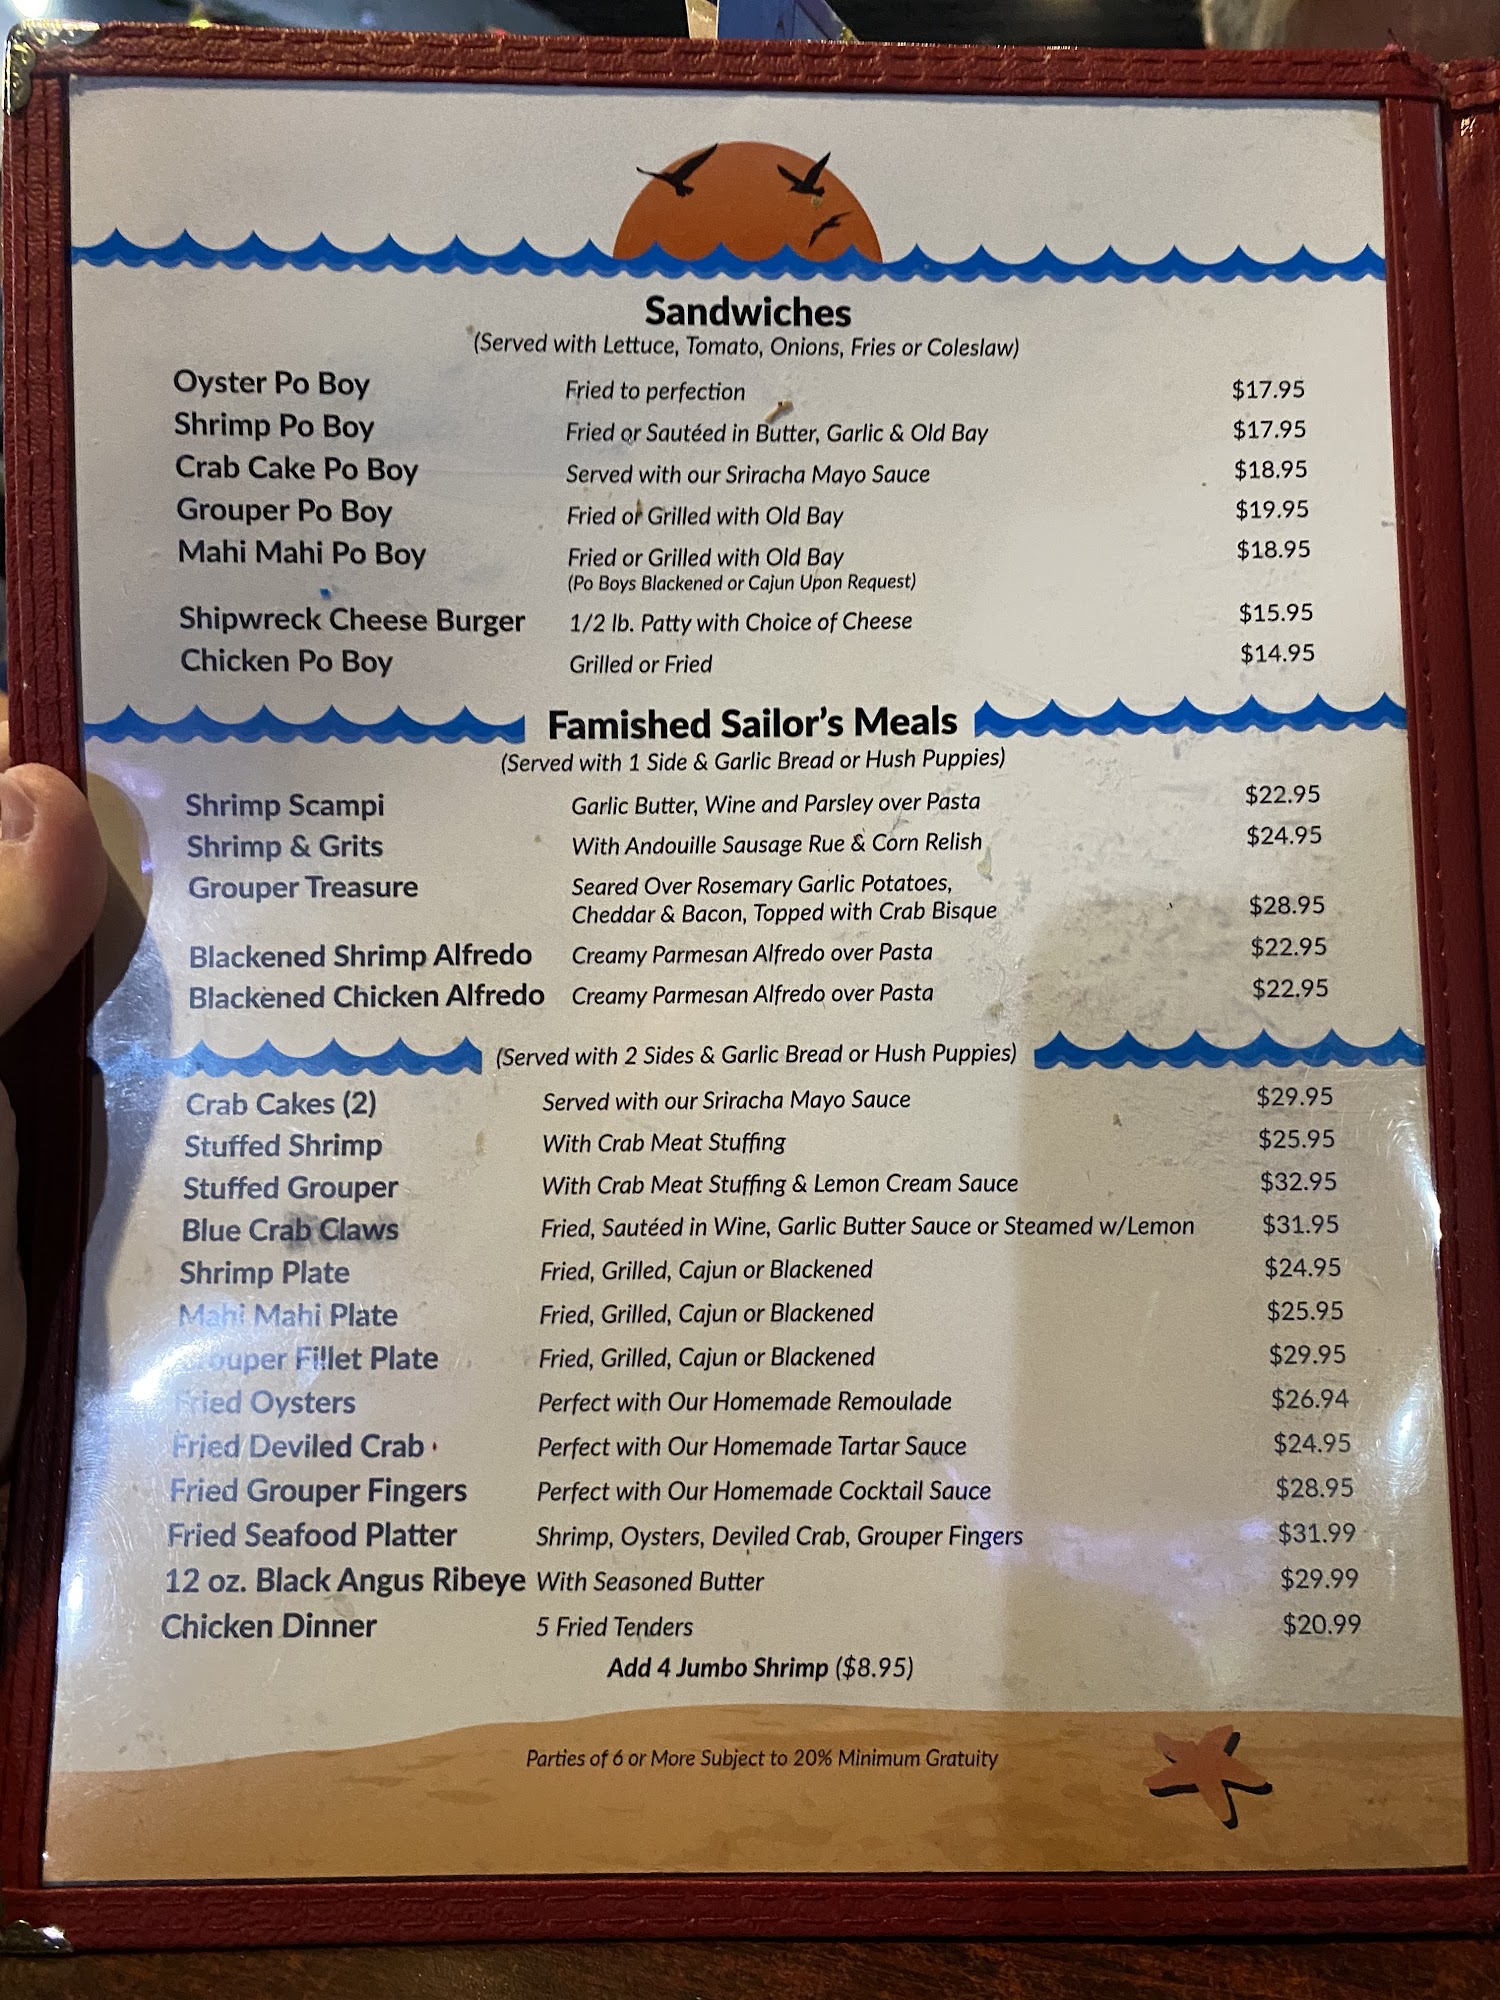 Sandwiches
(Served with Lettuce, Tomato, Onions, Fries or Coleslaw)
Oyster Po Boy Fried to perfection $17.95
Shrimp Po Boy Fried or Sautéed in Butter, Garlic & Old Bay $17.95
Crab Cake Po Boy Served with our Sriracha Mayo Sauce $18.95
Grouper Po Boy Fried or Grilled with Old Bay $19.95
Mahi Mahi Po Boy Fried or Grilled with Old Bay $18.95
(Po Boys Blackened or Cajun Upon Request)
Shipwreck Cheese Burger 1/2 lb. Patty with Choice of Cheese $15.95
Chicken Po Boy Grilled or Fried $14.95
Famished Sailor's Meals
(Served with 1 Side & Garlic Bread or Hush Puppies)
Shrimp Scampi Garlic Butter, Wine and Parsley over Pasta $22.95
Shrimp & Grits With Andouille Sausage Rue & Corn Relish $24.95
Grouper Treasure Seared Over Rosemary Garlic Potatoes,
Cheddar & Bacon, Topped with Crab Bisque $28.95
Blackened Shrimp Alfredo Creamy Parmesan Alfredo over Pasta $22.95
Blackened Chicken Alfredo Creamy Parmesan Alfredo over Pasta $22.95
(Served with 2 Sides & Garlic Bread or Hush Puppies)
Crab Cakes (2) Served with our Sriracha Mayo Sauce $29.95
Stuffed Shrimp With Crab Meat Stuffing $25.95
Stuffed Grouper With Crab Meat Stuffing & Lemon Cream Sauce $32.95
Blue Crab Claws Fried, Sautéed in Wine, Garlic Butter Sauce or Steamed w/Lemon $31.95
Shrimp Plate Fried, Grilled, Cajun or Blackened $24.95
Mahi Mahi Plate Fried, Grilled, Cajun or Blackened $25.95
Grouper Fillet Plate Fried, Grilled, Cajun or Blackened $29.95
Fried Oysters Perfect with Our Homemade Remoulade $26.94
Fried Deviled Crab Perfect with Our Homemade Tartar Sauce $24.95
Fried Grouper Fingers Perfect with Our Homemade Cocktail Sauce $28.95
Fried Seafood Platter Shrimp, Oysters, Deviled Crab, Grouper Fingers $31.99
12 oz. Black Angus Ribeye With Seasoned Butter $29.99
Chicken Dinner 5 Fried Tenders $20.99
Add 4 Jumbo Shrimp ($8.95)
Parties of 6 or More Subject to 20% Minimum Gratuity